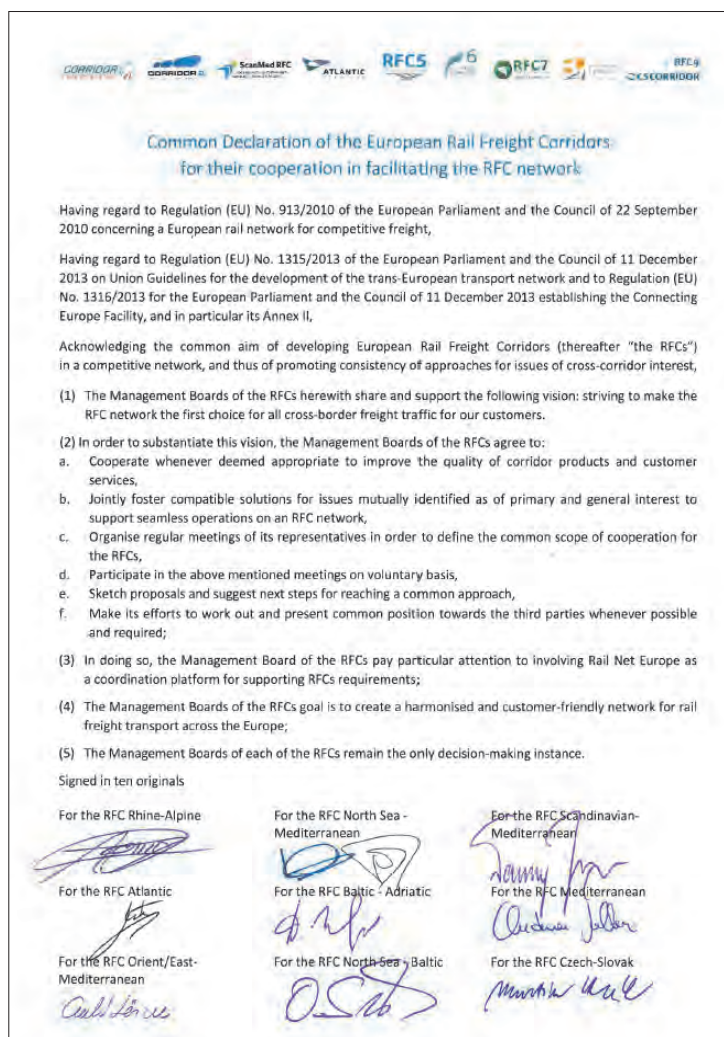 CORRIDOR
CORRIDOR 2
ScanMed RFC
ATLANTIC
RFC5
6
RFC7
RFC9
CS CORRIDOR
Common Declaration of the European Rail Freight Corridors
for their cooperation in facilitating the RFC network
Having regard to Regulation (EU) No. 913/2010 of the European Parliament and the Council of 22 September
2010 concerning a European rail network for competitive freight,
Having regard to Regulation (EU) No. 1315/2013 of the European Parliament and the Council of 11 December
2013 on Union Guidelines for the development of the trans-European transport network and to Regulation (EU)
No. 1316/2013 for the European Parliament and the Council of 11 December 2013 establishing the Connecting
Europe Facility, and in particular its Annex II,
Acknowledging the common aim of developing European Rail Freight Corridors (thereafter "the RFCs")
in a competitive network, and thus of promoting consistency of approaches for issues of cross-corridor interest,
(1) The Management Boards of the RFCs herewith share and support the following vision: striving to make the
RFC network the first choice for all cross-border freight traffic for our customers.
(2) In order to substantiate this vision, the Management Boards of the RFCs agree to:
a. Cooperate whenever deemed appropriate to improve the quality of corridor products and customer
services,
b. Jointly foster compatible solutions for issues mutually identified as of primary and general interest to
support seamless operations on an RFC network,
c. Organise regular meetings of its representatives in order to define the common scope of cooperation for
the RFCs,
d. Participate in the above mentioned meetings on voluntary basis,
e. Sketch proposals and suggest next steps for reaching a common approach,
f. Make its efforts to work out and present common position towards the third parties whenever possible
and required;
(3) In doing so, the Management Board of the RFCs pay particular attention to involving Rail Net Europe as
a coordination platform for supporting RFCs requirements;
(4) The Management Boards of the RFCs goal is to create a harmonised and customer-friendly network for rail
freight transport across the Europe;
(5) The Management Boards of each of the RFCs remain the only decision-making instance.
Signed in ten originals
For the RFC Rhine-Alpine
For the RFC North Sea -
Mediterranean
For the RFC Scandinavian-
Mediterranean
For the RFC Atlantic
For the RFC Baltic - Adriatic
For the RFC Mediterranean
For the RFC Orient/East-
Mediterranean
For the RFC North Sea - Baltic
For the RFC Czech-Slovak